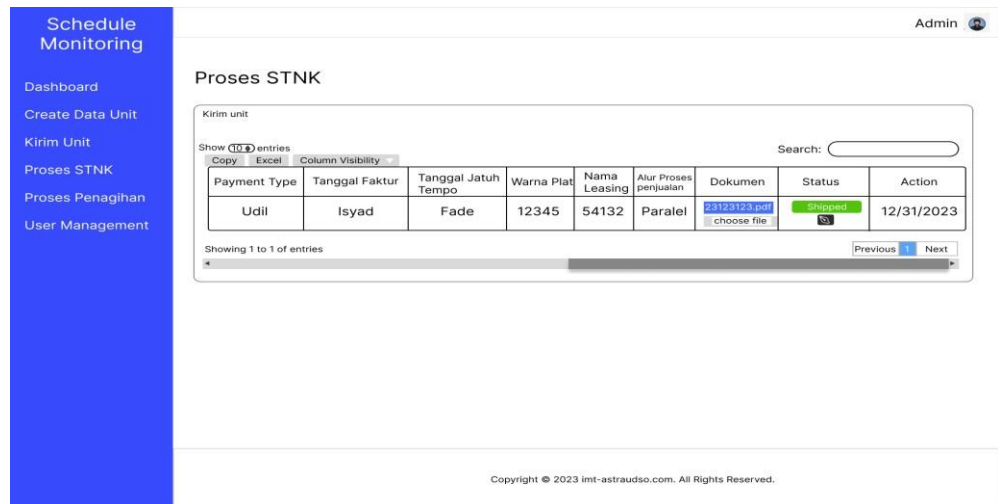 Schedule
Monitoring
Admin
Dashboard
Create Data Unit
Kirim Unit
Proses STNK
Proses Penagihan
User Management
Proses STNK
Kirim unit
Show 10 entries
Search:
Copy Excel Column Visibility
Payment Type Tanggal Faktur Tanggal Jatuh Tempo Warna Plat Nama Leasing Alur Proses penjualan Dokumen Status Action
Udil Isyad Fade 12345 54132 Paralel 23123123.pdf Shipped 12/31/2023
choose file
Showing 1 to 1 of entries
Previous 1 Next
Copyright © 2023 imt-astraudso.com. All Rights Reserved.